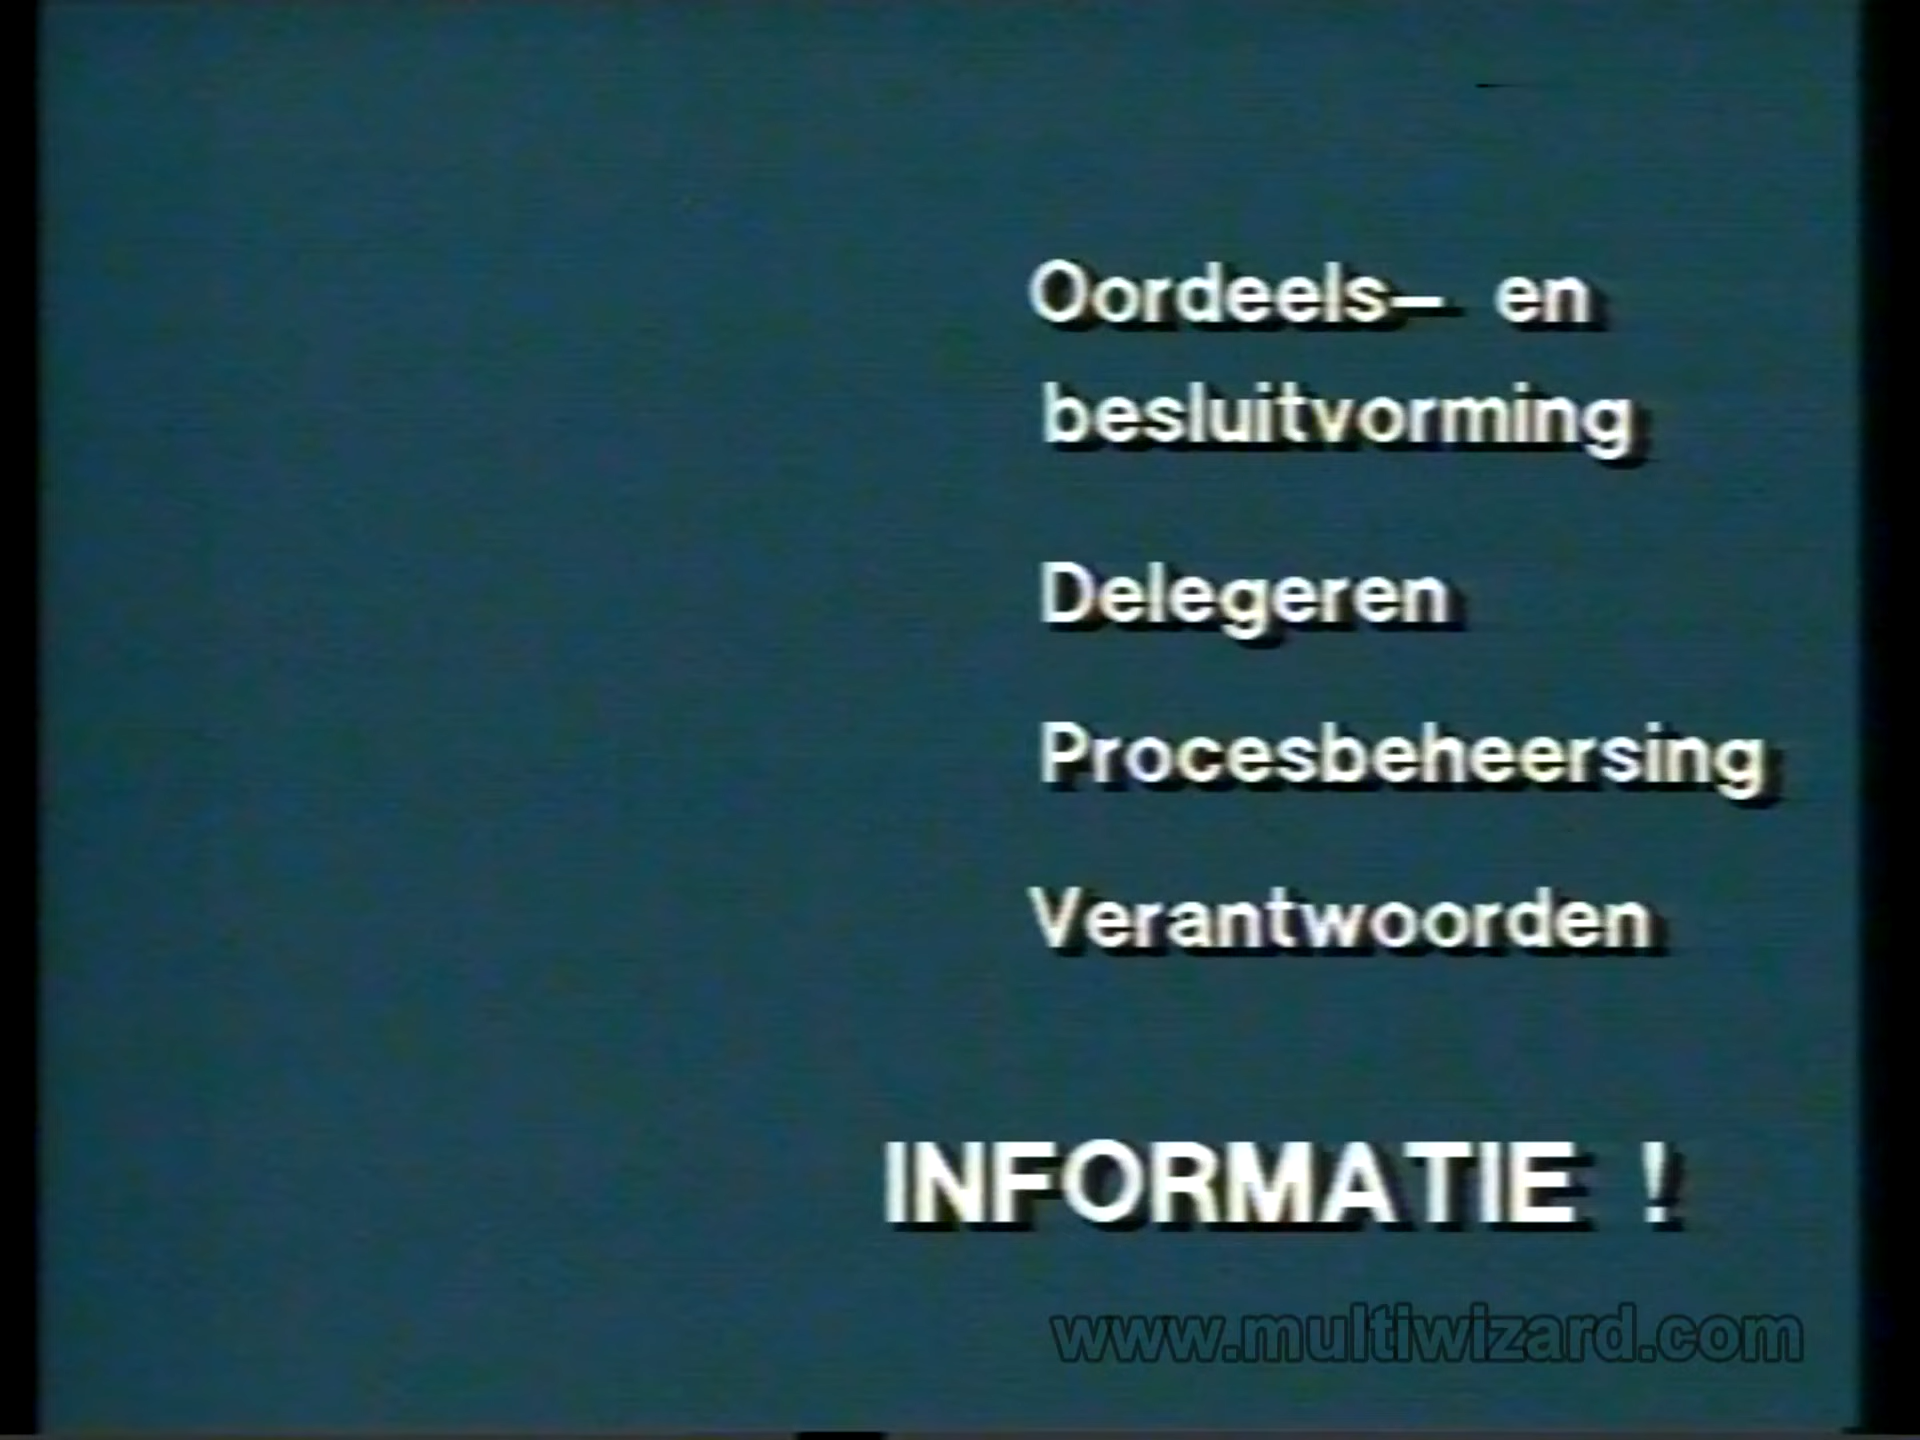 Oordeels- en
besluitvorming
Delegeren
Procesbeheersing
Verantwoorden
INFORMATIE !
www.multiwizard.com